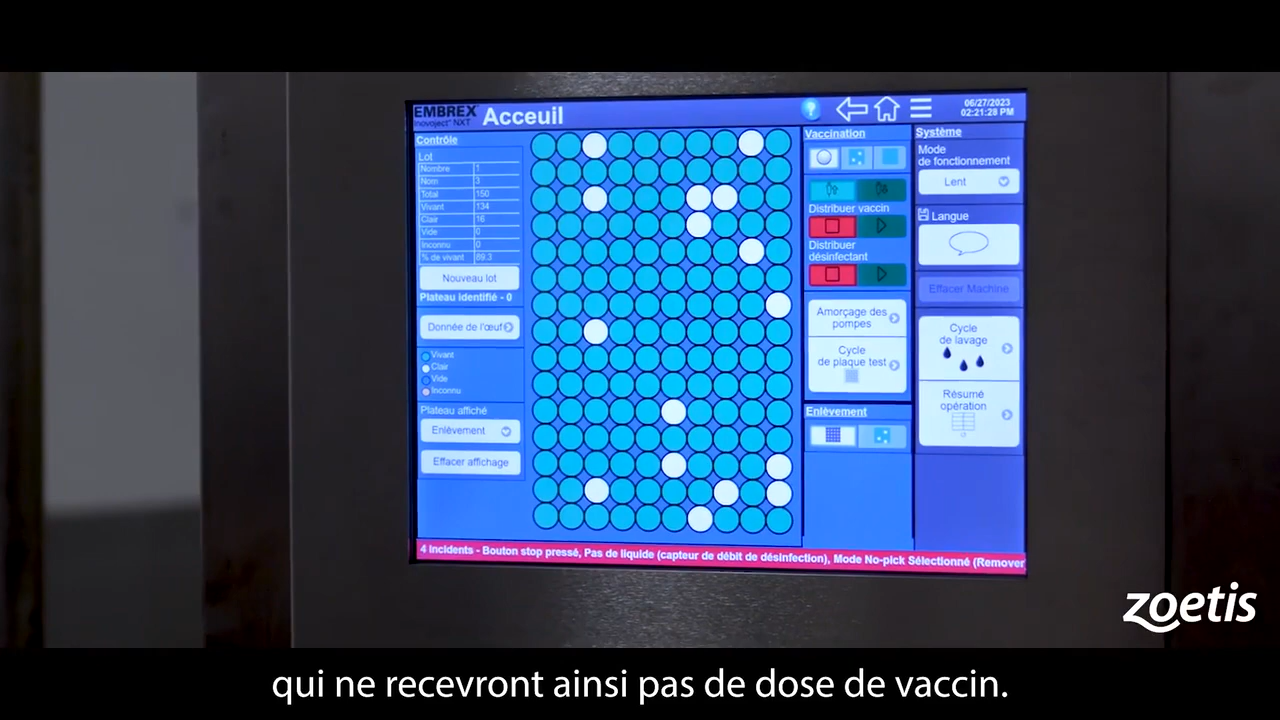 EMBREX
Inovoject® NXT
Acceuil
06/27/2023
02:21:28 PM
Contrôle
Lot
Nombre 1
Nom 3
Total 150
Vivant 134
Clair 16
Vide 0
Inconnu 0
% de vivant 89.3
Nouveau lot
Plateau identifié - 0
Donnée de l'œuf
Vivant
Clair
Vide
Inconnu
Plateau affiché
Enlèvement
Effacer affichage
Vaccination
Distribuer vaccin
Distribuer
désinfectant
Amorçage des
pompes
Cycle
de plaque test
Enlèvement
Système
Mode
de fonctionnement
Lent
Langue
Effacer Machine
Cycle
de lavage
Résumé
opération
4 Incidents - Bouton stop pressé, Pas de liquide (capteur de débit de désinfection), Mode No-pick Sélectionné (Remover
zoetis
qui ne recevront ainsi pas de dose de vaccin.